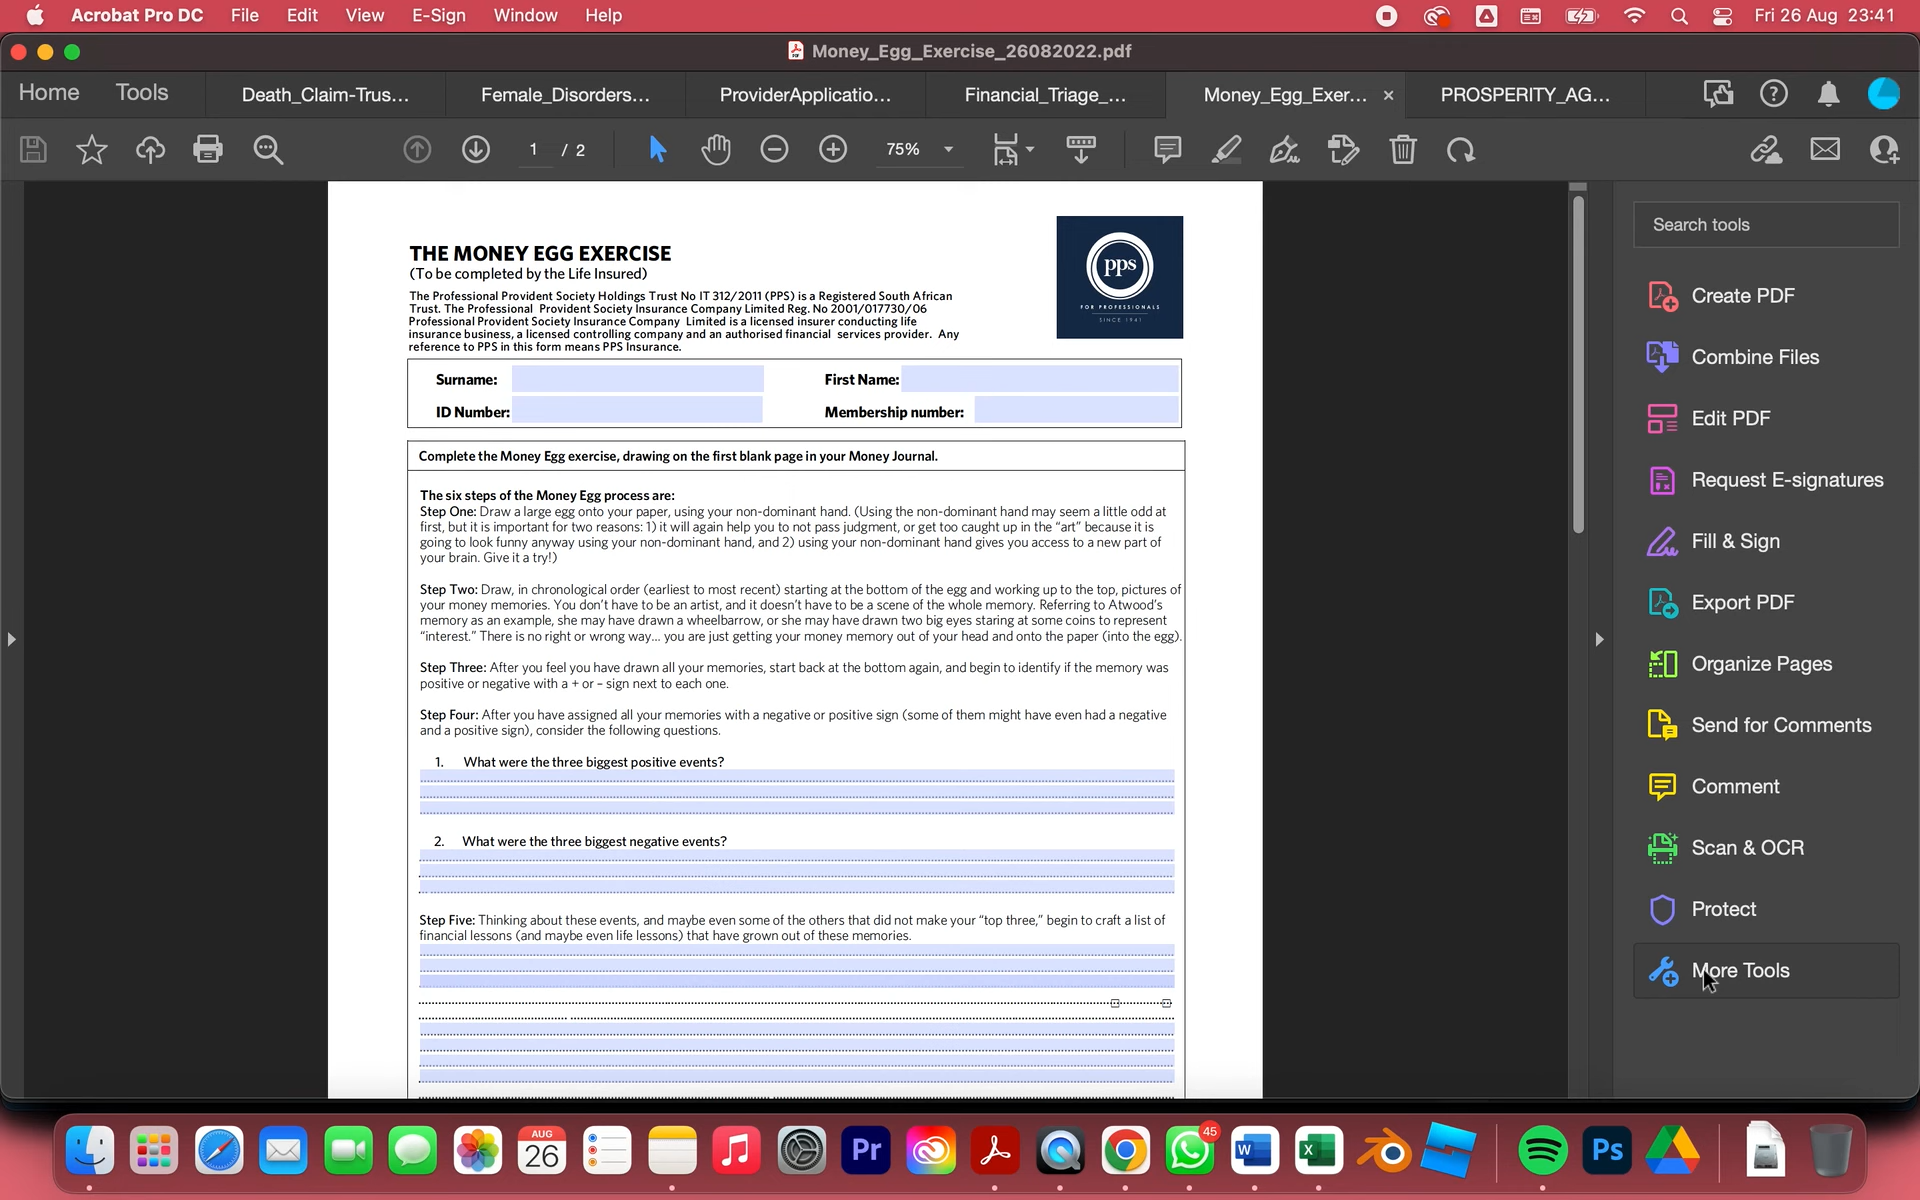 Acrobat Pro DC File Edit View E-Sign Window Help Fri 26 Aug 23:41
Money_Egg_Exercise_26082022.pdf
Home Tools Death_Claim-Trus... Female_Disorders... ProviderApplicatio... Financial_Triage_... Money_Egg_Exer... × PROSPERITY_AG...
1 / 2 75%
THE MONEY EGG EXERCISE
(To be completed by the Life Insured)
The Professional Provident Society Holdings Trust No IT 312/2011 (PPS) is a Registered South African
Trust. The Professional Provident Society Insurance Company Limited Reg. No 2001/017730/06
Professional Provident Society Insurance Company Limited is a licensed insurer conducting life
insurance business, a licensed controlling company and an authorised financial services provider. Any
reference to PPS in this form means PPS Insurance.
pps
FOR PROFESSIONALS
SINCE 1941
Surname: First Name:
ID Number: Membership number:
Complete the Money Egg exercise, drawing on the first blank page in your Money Journal.
The six steps of the Money Egg process are:
Step One: Draw a large egg onto your paper, using your non-dominant hand. (Using the non-dominant hand may seem a little odd at
first, but it is important for two reasons: 1) it will again help you to not pass judgment, or get too caught up in the “art” because it is
going to look funny anyway using your non-dominant hand, and 2) using your non-dominant hand gives you access to a new part of
your brain. Give it a try!)
Step Two: Draw, in chronological order (earliest to most recent) starting at the bottom of the egg and working up to the top, pictures of
your money memories. You don’t have to be an artist, and it doesn’t have to be a scene of the whole memory. Referring to Atwood’s
memory as an example, she may have drawn a wheelbarrow, or she may have drawn two big eyes staring at some coins to represent
“interest.” There is no right or wrong way... you are just getting your money memory out of your head and onto the paper (into the egg).
Step Three: After you feel you have drawn all your memories, start back at the bottom again, and begin to identify if the memory was
positive or negative with a + or – sign next to each one.
Step Four: After you have assigned all your memories with a negative or positive sign (some of them might have even had a negative
and a positive sign), consider the following questions.
1. What were the three biggest positive events?
2. What were the three biggest negative events?
Step Five: Thinking about these events, and maybe even some of the others that did not make your “top three,” begin to craft a list of
financial lessons (and maybe even life lessons) that have grown out of these memories.
Search tools
Create PDF
Combine Files
Edit PDF
Request E-signatures
Fill & Sign
Export PDF
Organize Pages
Send for Comments
Comment
Scan & OCR
Protect
More Tools
AUG
26
Pr
45
W
X
Ps